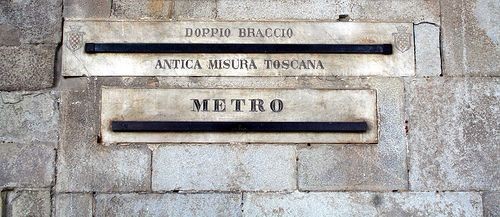 DOPPIO BRACCIO
ANTICA MISURA TOSCANA
METRO